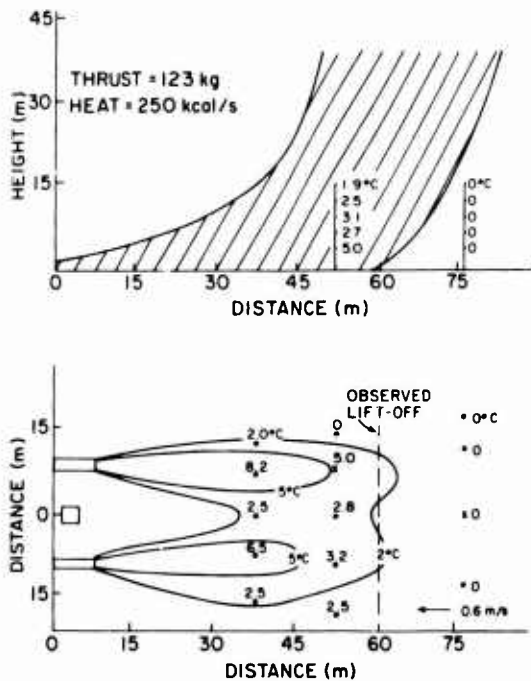 45
THRUST = 123 kg
HEAT = 250 kcal/s
30
HEIGHT (m)
15
1.9°C 0°C
2.5 0
3.1 0
2.7 0
5.0 0
0 15 30 45 60 75
DISTANCE (m)
OBSERVED
LIFT-OFF
15 2.0°C 0 0°C
8.2 5.0 0
5°C
DISTANCE (m)
0 2.5 2.8 0
6.5 5°C 3.2 2°C
15 2.5 2.5 0
0.6 m/s
0 15 30 45 60 75
DISTANCE (m)